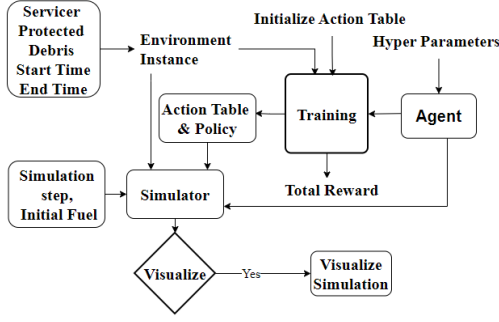 Servicer
Protected
Debris
Start Time
End Time
Environment
Instance
Initialize Action Table
Hyper Parameters
Action Table
& Policy
Training
Agent
Simulation
step,
Initial Fuel
Simulator
Total Reward
Visualize
Yes
Visualize
Simulation